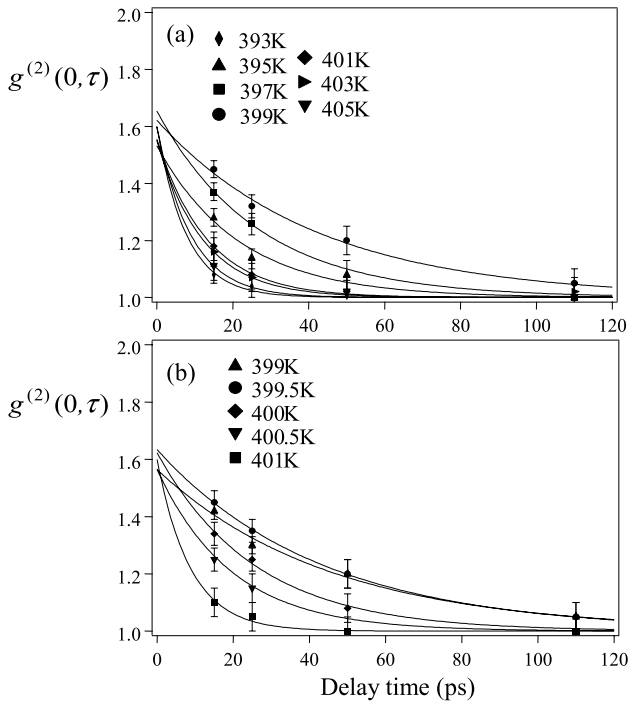 2.0
(a)
393K
395K
397K
399K
401K
403K
405K
g(2)(0,τ)
1.8
1.6
1.4
1.2
1.0
0 20 40 60 80 100 120
2.0
(b)
399K
399.5K
400K
400.5K
401K
g(2)(0,τ)
1.8
1.6
1.4
1.2
1.0
0 20 40 60 80 100 120
Delay time (ps)